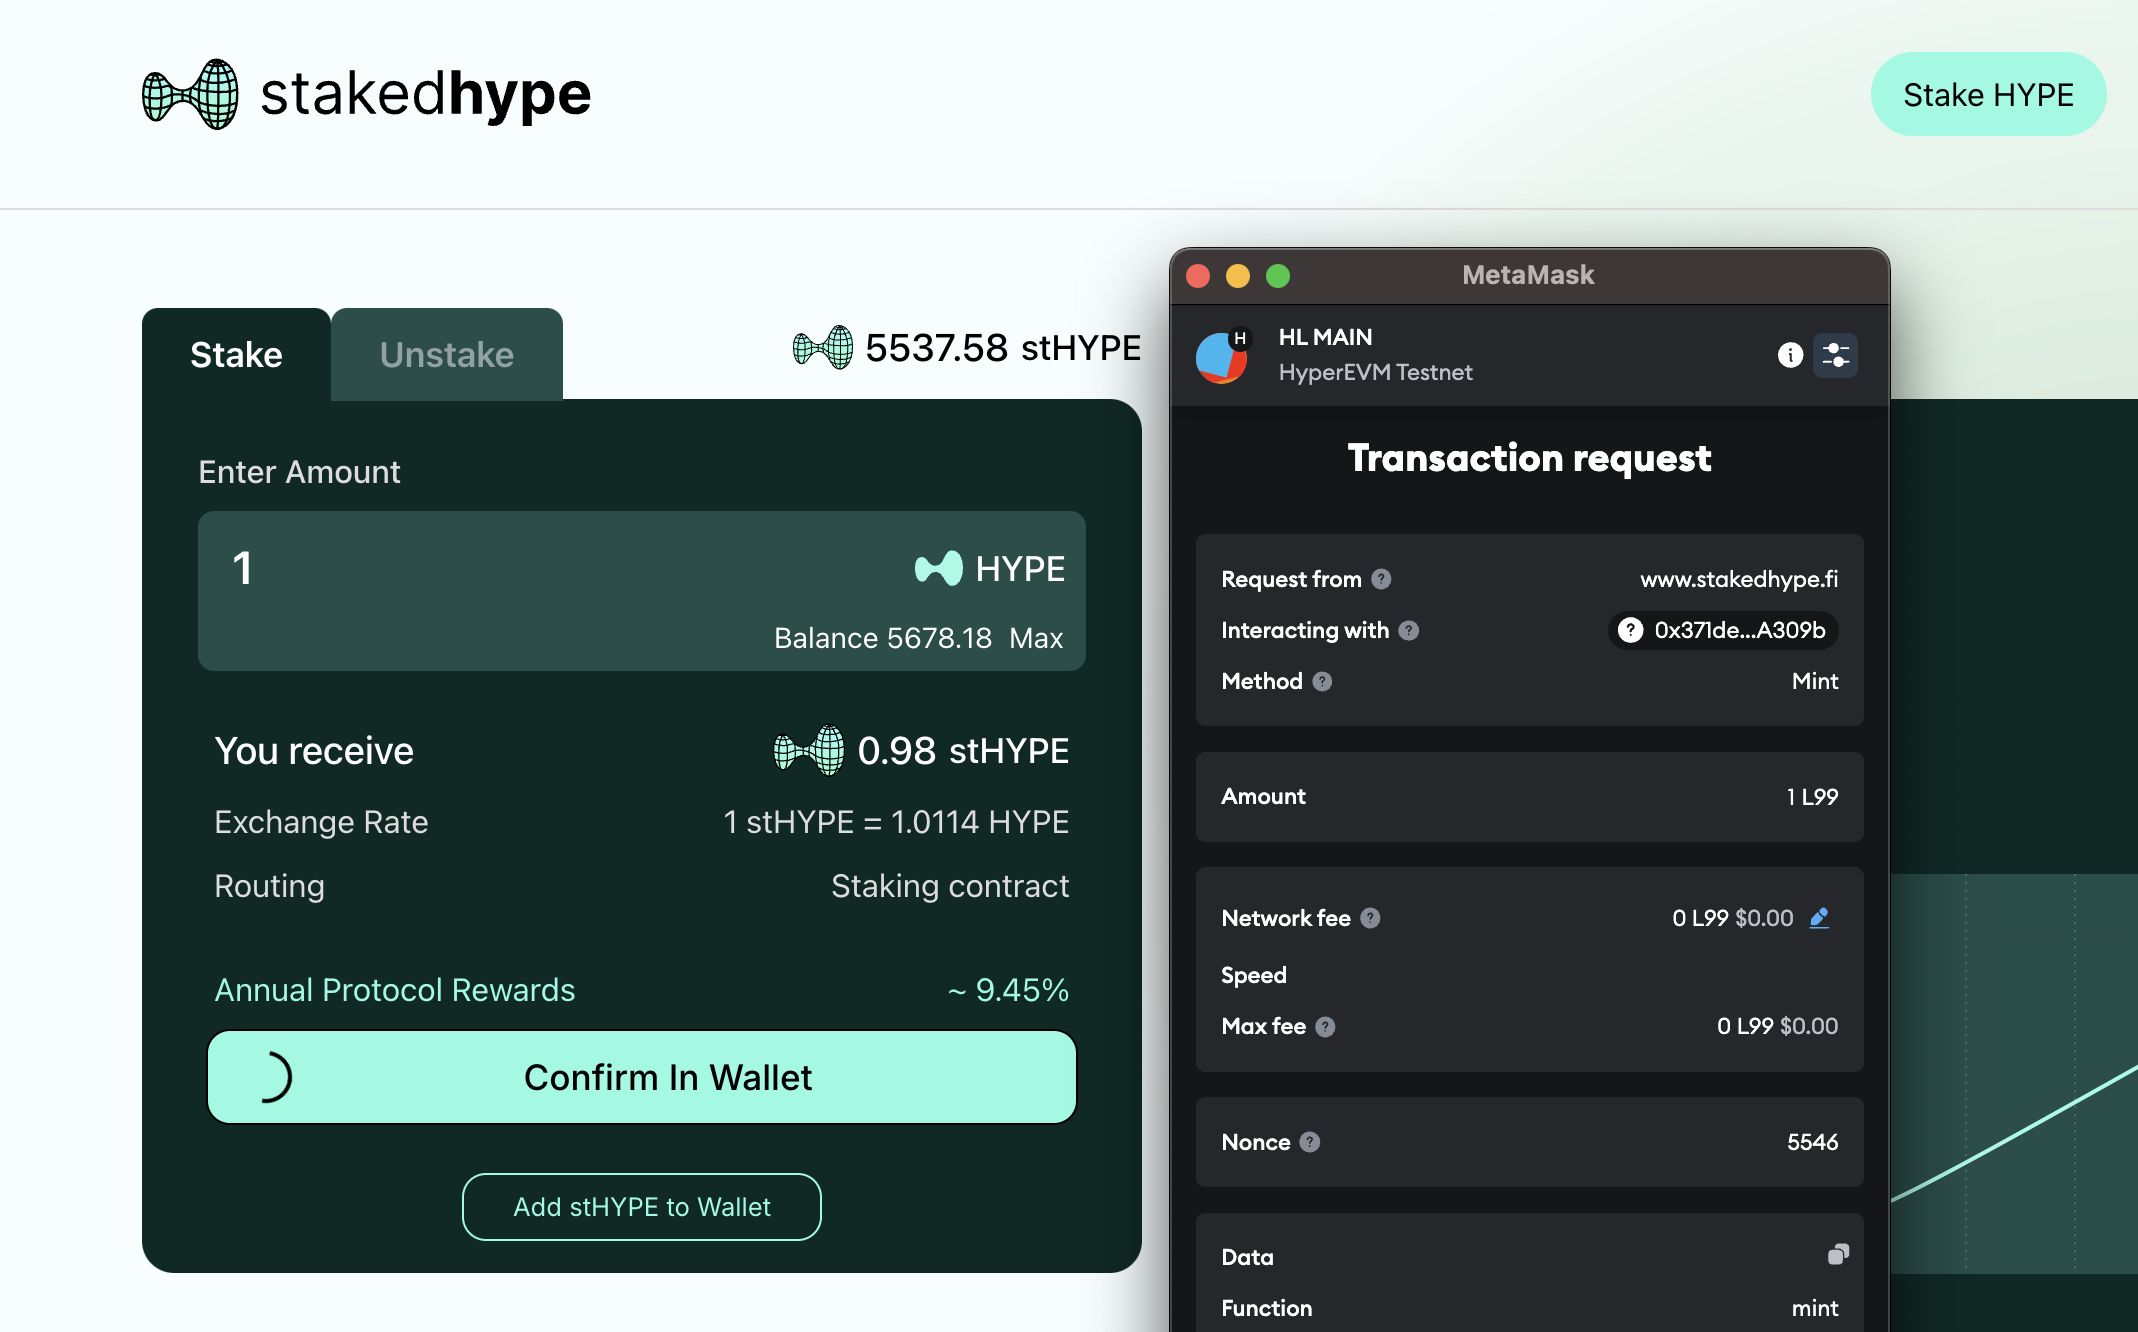 stakedhype
Stake HYPE
Stake
Unstake
5537.58 stHYPE
Enter Amount
1
HYPE
Balance 5678.18 Max
You receive
0.98 stHYPE
Exchange Rate
1 stHYPE = 1.0114 HYPE
Routing
Staking contract
Annual Protocol Rewards
~ 9.45%
Confirm In Wallet
Add stHYPE to Wallet
MetaMask
H
HL MAIN
HyperEVM Testnet
Transaction request
Request from
www.stakedhype.fi
Interacting with
0x371de...A309b
Method
Mint
Amount
1 L99
Network fee
0 L99 $0.00
Speed
Max fee
0 L99 $0.00
Nonce
5546
Data
Function
mint